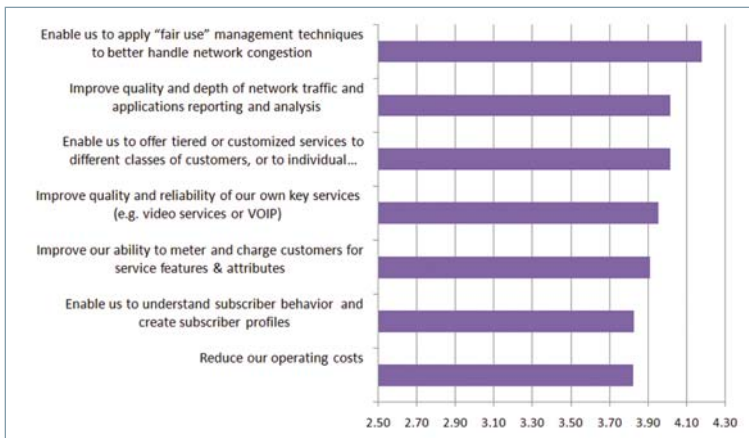 Enable us to apply “fair use” management techniques
to better handle network congestion
Improve quality and depth of network traffic and
applications reporting and analysis
Enable us to offer tiered or customized services to
different classes of customers, or to individual...
Improve quality and reliability of our own key services
(e.g. video services or VOIP)
Improve our ability to meter and charge customers for
service features & attributes
Enable us to understand subscriber behavior and
create subscriber profiles
Reduce our operating costs
2.50 2.70 2.90 3.10 3.30 3.50 3.70 3.90 4.10 4.30